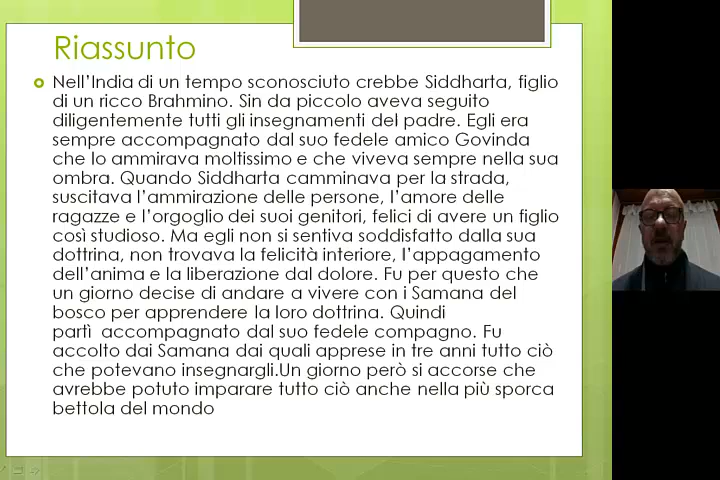 Riassunto
Nell'India di un tempo sconosciuto crebbe Siddharta, figlio
di un ricco Brahmino. Sin da piccolo aveva seguito
diligentemente tutti gli insegnamenti del padre. Egli era
sempre accompagnato dal suo fedele amico Govinda
che lo ammirava moltissimo e che viveva sempre nella sua
ombra. Quando Siddharta camminava per la strada,
suscitava l'ammirazione delle persone, l'amore delle
ragazze e l'orgoglio dei suoi genitori, felici di avere un figlio
così studioso. Ma egli non si sentiva soddisfatto dalla sua
dottrina, non trovava la felicità interiore, l'appagamento
dell'anima e la liberazione dal dolore. Fu per questo che
un giorno decise di andare a vivere con i Samana del
bosco per apprendere la loro dottrina. Quindi
partì  accompagnato dal suo fedele compagno. Fu
accolto dai Samana dai quali apprese in tre anni tutto ciò
che potevano insegnargli.Un giorno però si accorse che
avrebbe potuto imparare tutto ciò anche nella più sporca
bettola del mondo